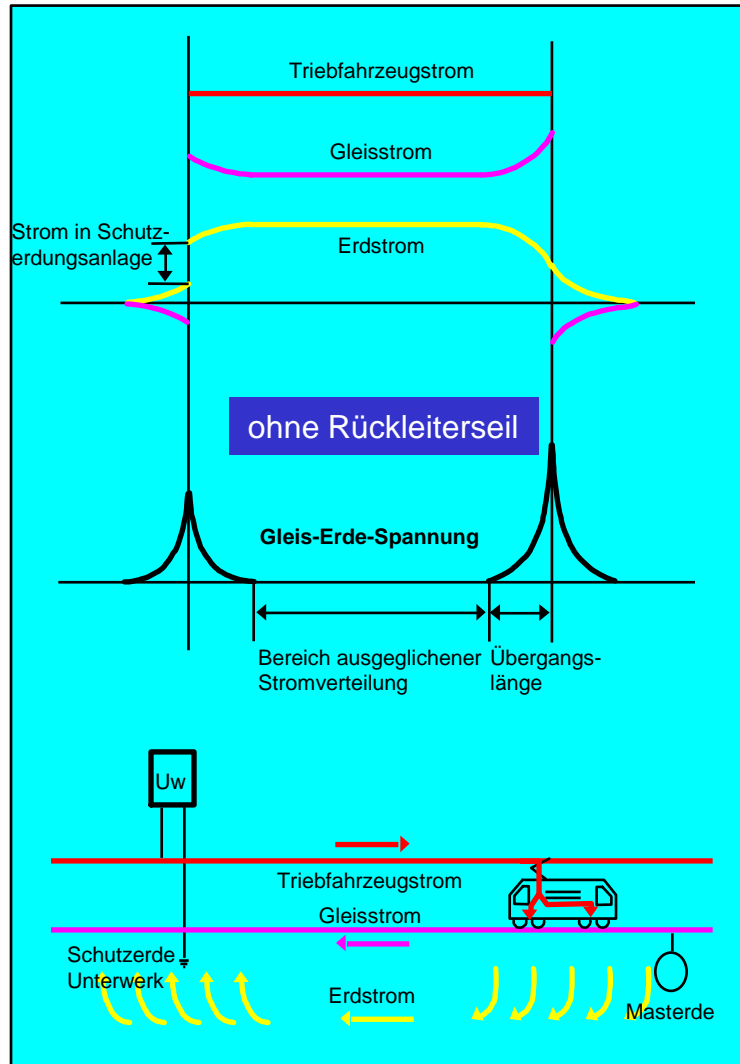 Triebfahrzeugstrom
Gleisstrom
Strom in Schutz-
erdungsanlage
Erdstrom
ohne Rückleiterseil
Gleis-Erde-Spannung
Bereich ausgeglichener
Stromverteilung
Übergangs-
länge
Uw
Triebfahrzeugstrom
Gleisstrom
Schutzerde
Unterwerk
Erdstrom
Masterde